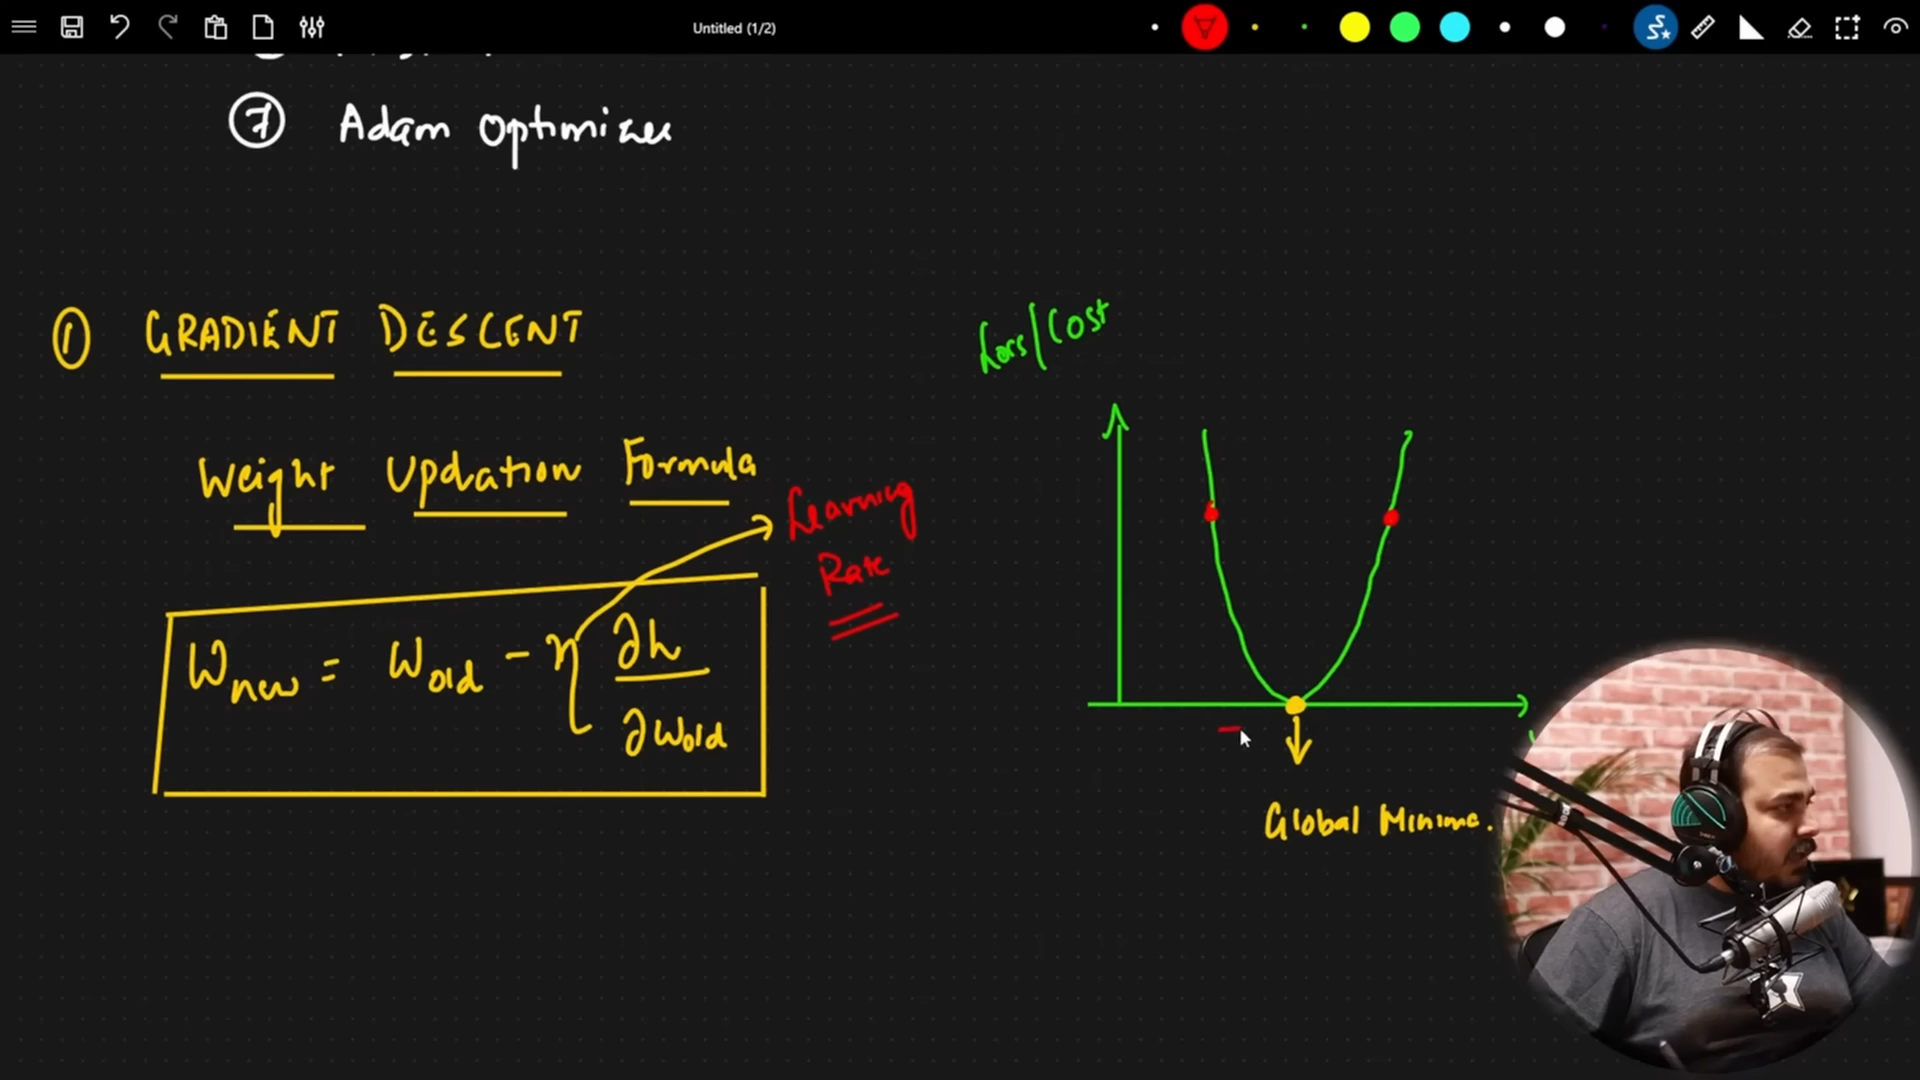 Untitled (1/2)
7 Adam Optimizer
1 GRADIENT DESCENT
Weight Updation Formula
Learning
Rate
Wnew = Wold - η ∂L
∂Wold
Loss/Cost
Global Minima.